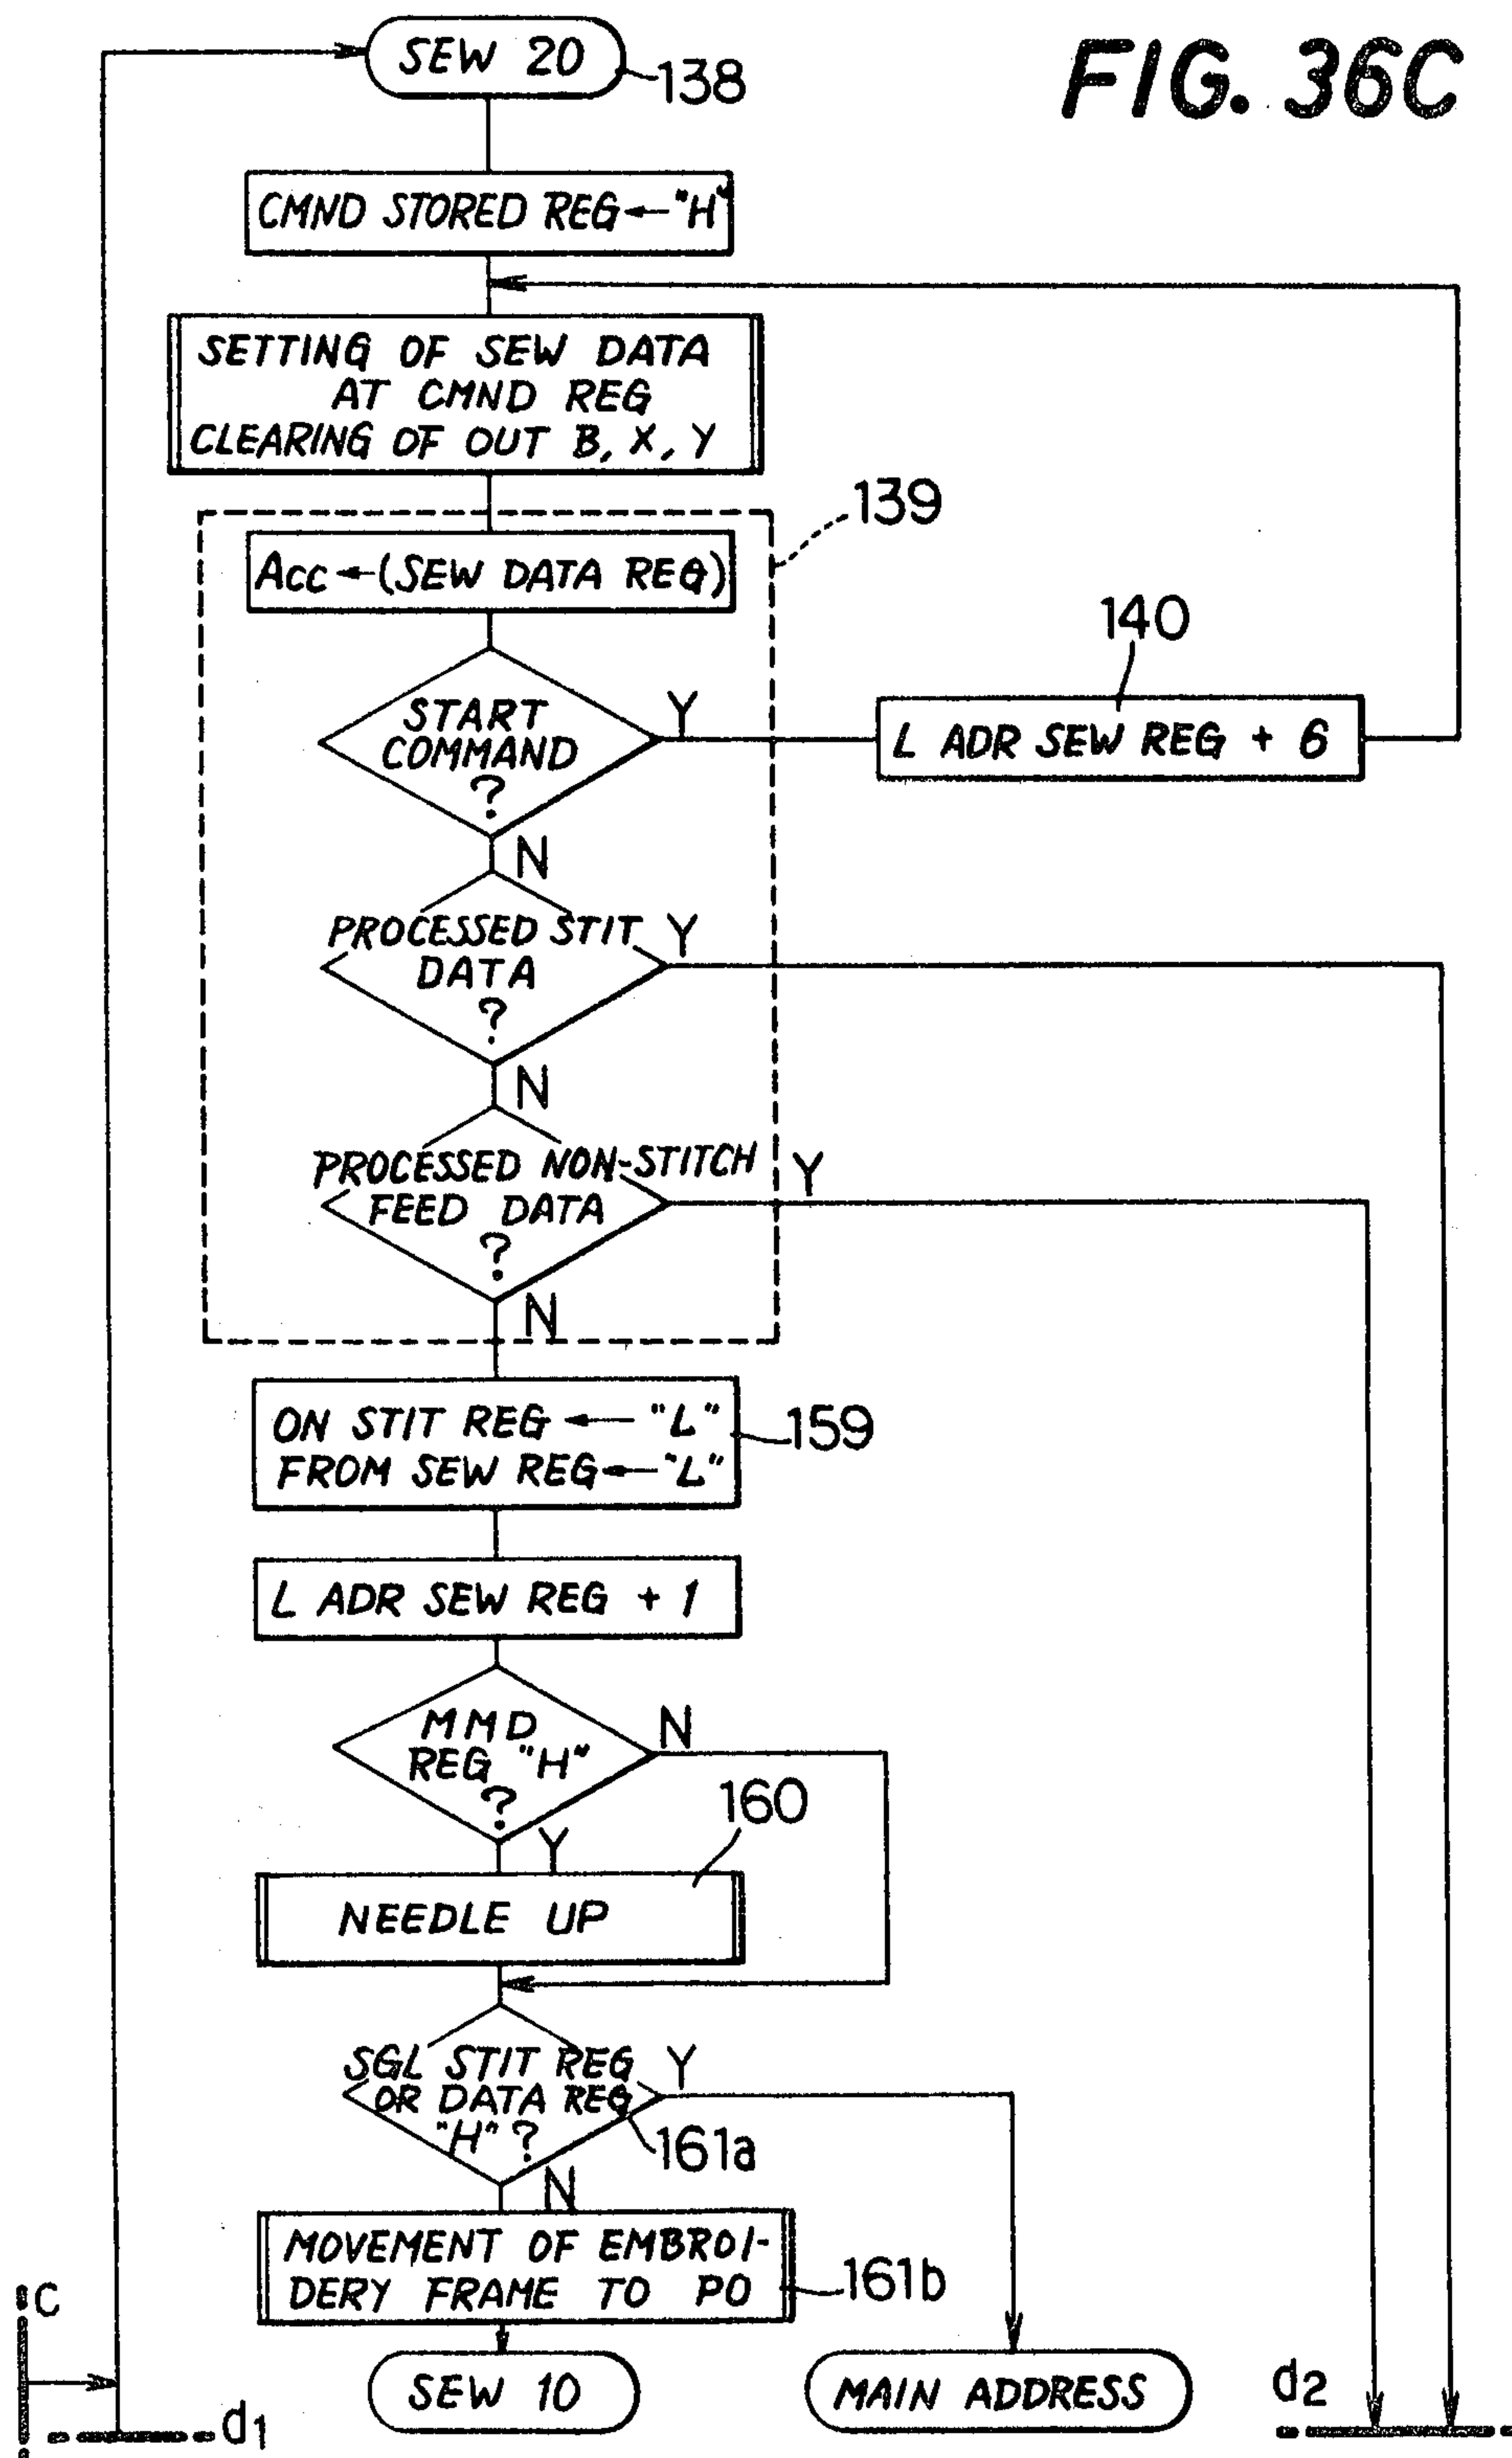 FIG. 36C
SEW 20
138
CMND STORED REG ← "H"
SETTING OF SEW DATA
AT CMND REG
CLEARING OF OUT B, X, Y
139
ACC ← (SEW DATA REG)
START
COMMAND
?
Y
140
L ADR SEW REG + 6
N
PROCESSED STIT
DATA
?
Y
N
PROCESSED NON-STITCH
FEED DATA
?
Y
N
ON STIT REG ← "L"
FROM SEW REG ← "L"
159
L ADR SEW REG + 1
MMD
REG "H"
?
N
Y
160
NEEDLE UP
SGL STIT REG
OR DATA REG
"H" ?
Y
161a
N
MOVEMENT OF EMBROI-
DERY FRAME TO PO
161b
C
SEW 10
MAIN ADDRESS
d1
d2